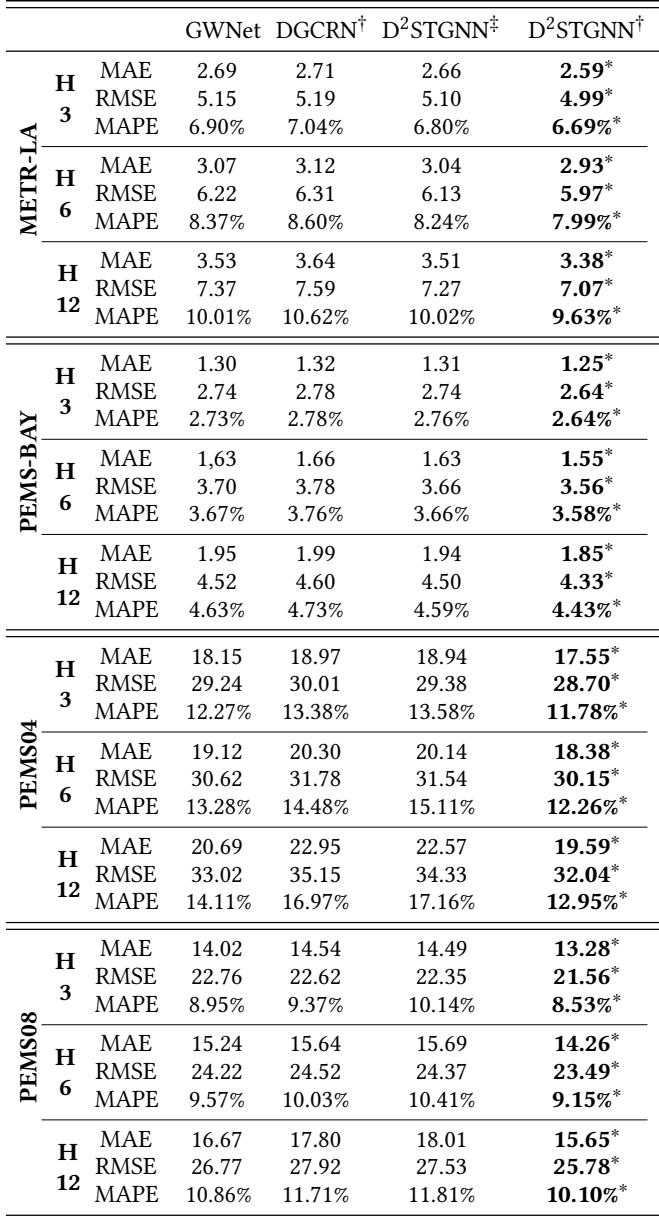 GWNet DGCRN† D²STGNN‡ D²STGNN†
METR-LA
H 3
MAE 2.69 2.71 2.66 2.59*
RMSE 5.15 5.19 5.10 4.99*
MAPE 6.90% 7.04% 6.80% 6.69%*
H 6
MAE 3.07 3.12 3.04 2.93*
RMSE 6.22 6.31 6.13 5.97*
MAPE 8.37% 8.60% 8.24% 7.99%*
H 12
MAE 3.53 3.64 3.51 3.38*
RMSE 7.37 7.59 7.27 7.07*
MAPE 10.01% 10.62% 10.02% 9.63%*
PEMS-BAY
H 3
MAE 1.30 1.32 1.31 1.25*
RMSE 2.74 2.78 2.74 2.64*
MAPE 2.73% 2.78% 2.76% 2.64%*
H 6
MAE 1,63 1.66 1.63 1.55*
RMSE 3.70 3.78 3.66 3.56*
MAPE 3.67% 3.76% 3.66% 3.58%*
H 12
MAE 1.95 1.99 1.94 1.85*
RMSE 4.52 4.60 4.50 4.33*
MAPE 4.63% 4.73% 4.59% 4.43%*
PEMS04
H 3
MAE 18.15 18.97 18.94 17.55*
RMSE 29.24 30.01 29.38 28.70*
MAPE 12.27% 13.38% 13.58% 11.78%*
H 6
MAE 19.12 20.30 20.14 18.38*
RMSE 30.62 31.78 31.54 30.15*
MAPE 13.28% 14.48% 15.11% 12.26%*
H 12
MAE 20.69 22.95 22.57 19.59*
RMSE 33.02 35.15 34.33 32.04*
MAPE 14.11% 16.97% 17.16% 12.95%*
PEMS08
H 3
MAE 14.02 14.54 14.49 13.28*
RMSE 22.76 22.62 22.35 21.56*
MAPE 8.95% 9.37% 10.14% 8.53%*
H 6
MAE 15.24 15.64 15.69 14.26*
RMSE 24.22 24.52 24.37 23.49*
MAPE 9.57% 10.03% 10.41% 9.15%*
H 12
MAE 16.67 17.80 18.01 15.65*
RMSE 26.77 27.92 27.53 25.78*
MAPE 10.86% 11.71% 11.81% 10.10%*